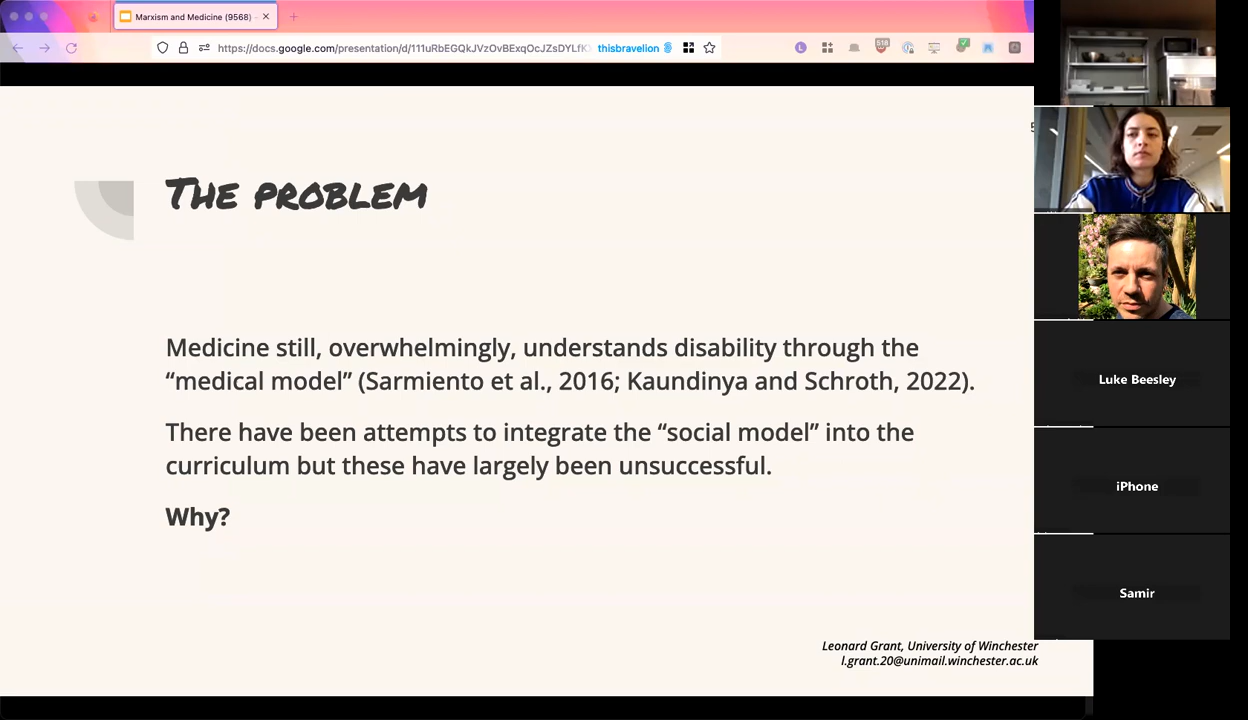 Marxism and Medicine (9568)
https://docs.google.com/presentation/d/111uRbEGQkJVzOvBExqOcJZsDYLfK
thisbravelion
518
5
THE PROBLEM
Medicine still, overwhelmingly, understands disability through the
“medical model” (Sarmiento et al., 2016; Kaundinya and Schroth, 2022).
There have been attempts to integrate the “social model” into the
curriculum but these have largely been unsuccessful.
Why?
Leonard Grant, University of Winchester
l.grant.20@unimail.winchester.ac.uk
Luke Beesley
iPhone
Samir